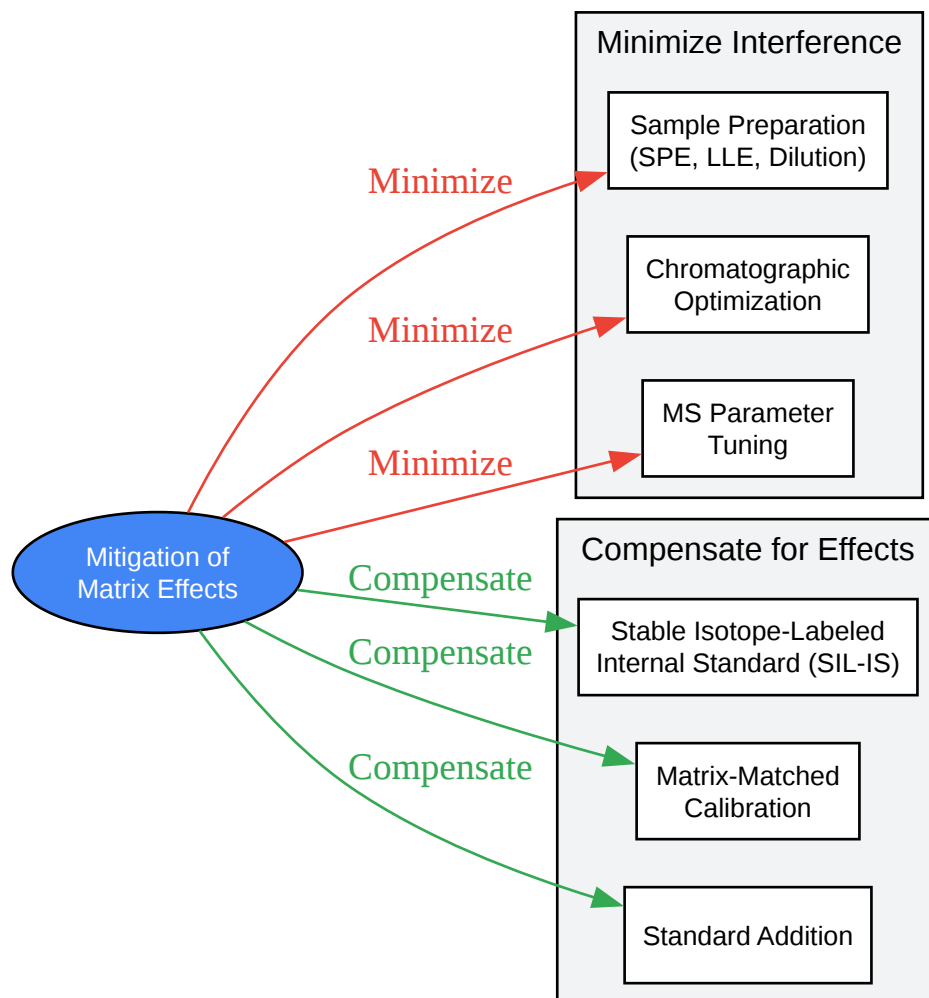 Minimize Interference
Sample Preparation
(SPE, LLE, Dilution)
Minimize
Chromatographic
Optimization
Minimize
MS Parameter
Tuning
Minimize
Mitigation of
Matrix Effects
Compensate for Effects
Compensate
Stable Isotope-Labeled
Internal Standard (SIL-IS)
Compensate
Matrix-Matched
Calibration
Compensate
Standard Addition